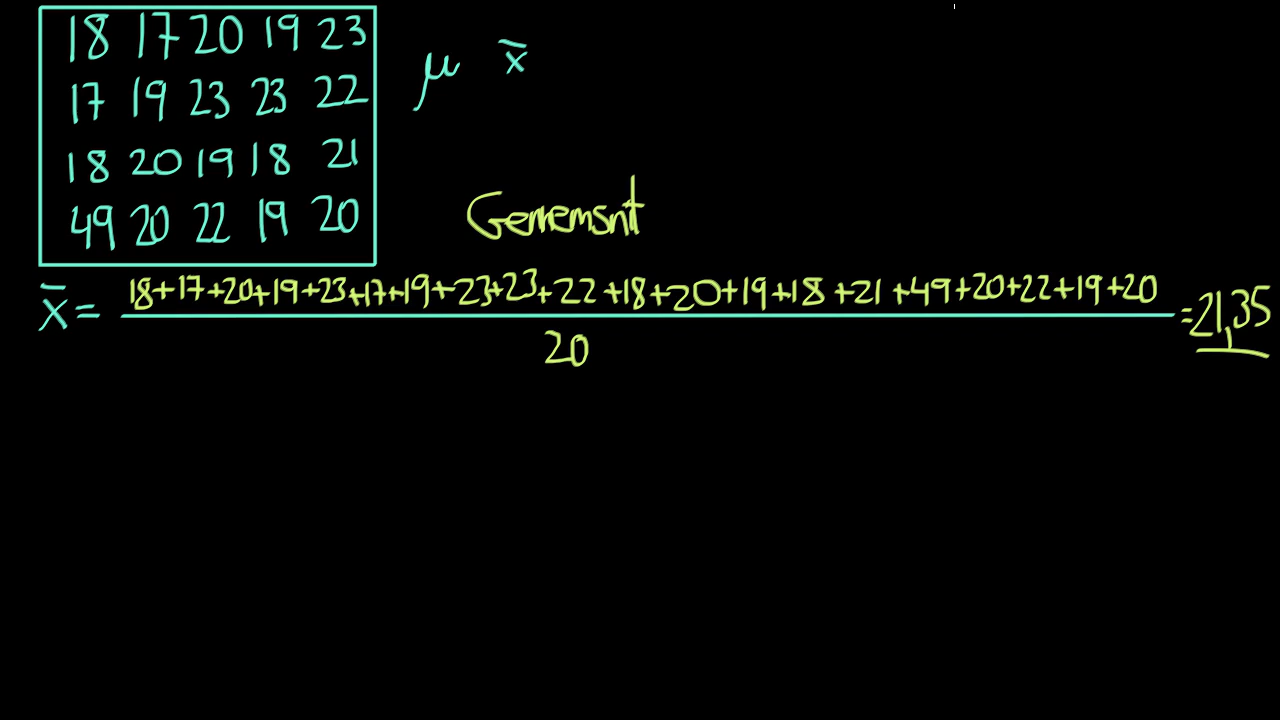 18 17 20 19 23
17 19 23 23 22
18 20 19 18 21
49 20 22 19 20
μ x̄
Genremsnt
x̄ = 18+17+20+19+23+17+19+23+23+22+18+20+19+18+21+49+20+22+19+20 = 21,35
20